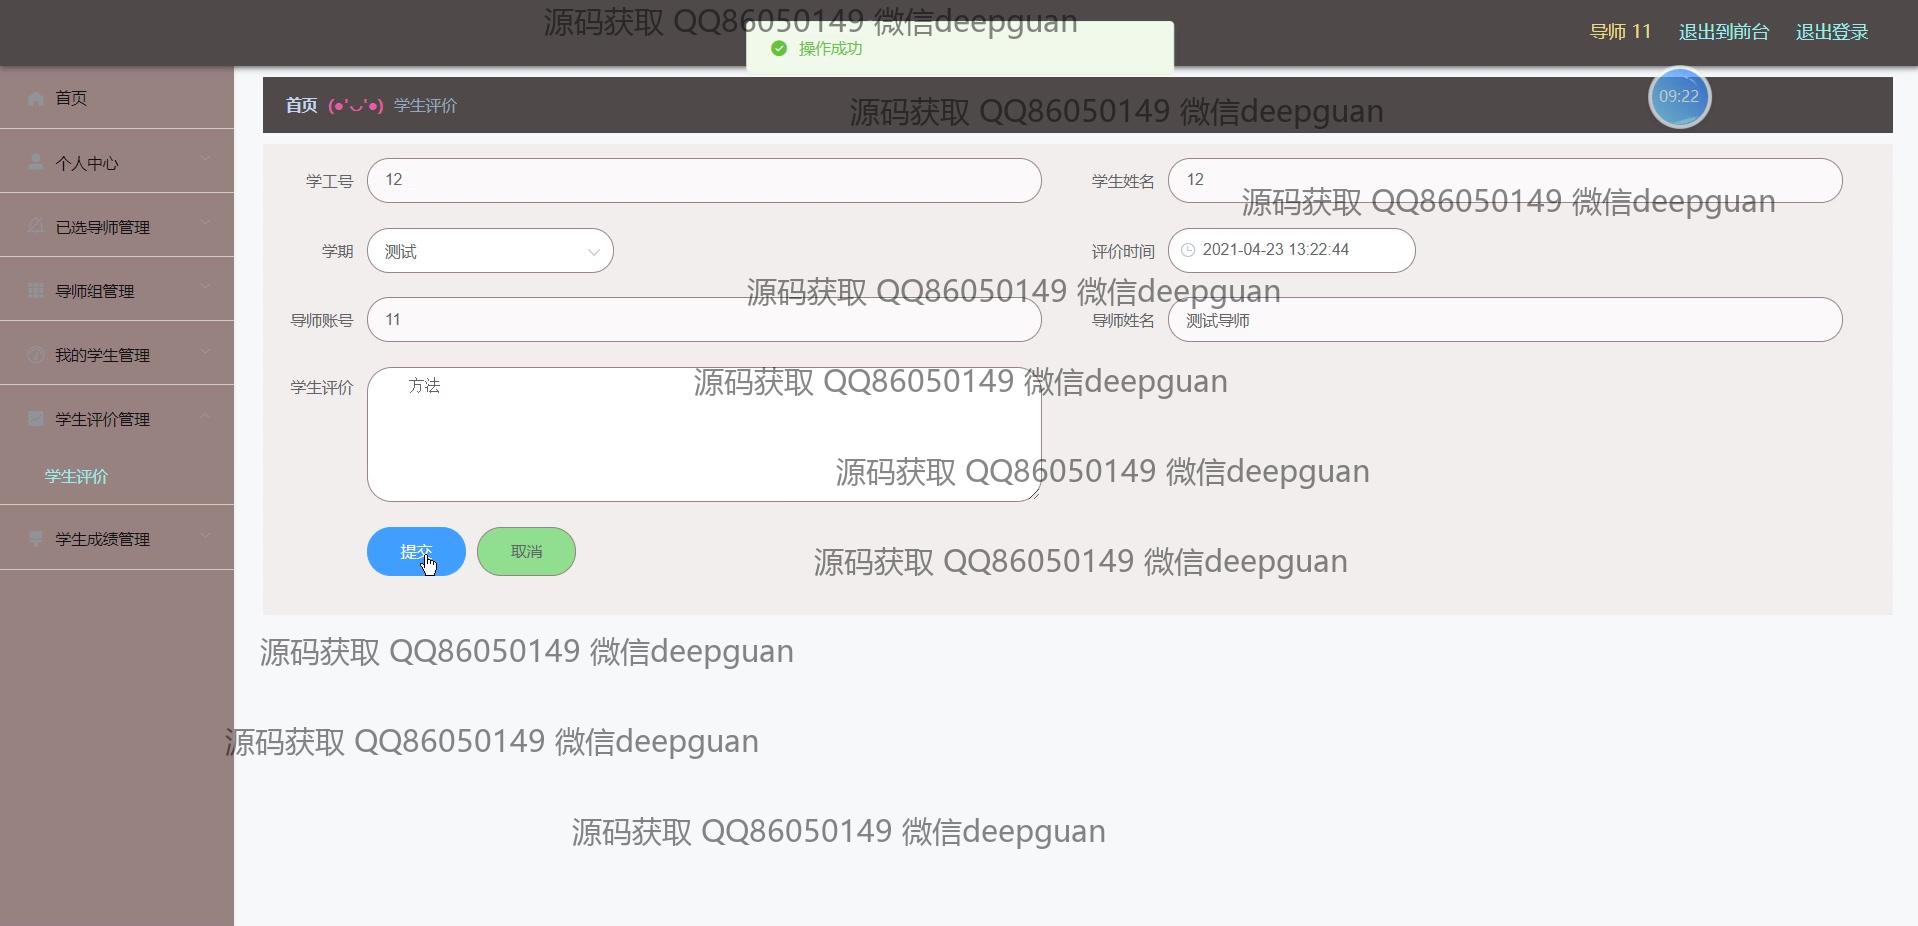 源码获取 QQ86050149 微信deepguan
操作成功
导师 11 退出到前台 退出登录
首页
个人中心
已选导师管理
导师组管理
我的学生管理
学生评价管理
学生评价
学生成绩管理
首页 (●'◡'●) 学生评价
源码获取 QQ86050149 微信deepguan
09:22
学工号 12
学生姓名 12
源码获取 QQ86050149 微信deepguan
学期 测试
评价时间 2021-04-23 13:22:44
源码获取 QQ86050149 微信deepguan
导师账号 11
导师姓名 测试导师
学生评价 方法
源码获取 QQ86050149 微信deepguan
源码获取 QQ86050149 微信deepguan
提交 取消
源码获取 QQ86050149 微信deepguan
源码获取 QQ86050149 微信deepguan
源码获取 QQ86050149 微信deepguan
源码获取 QQ86050149 微信deepguan